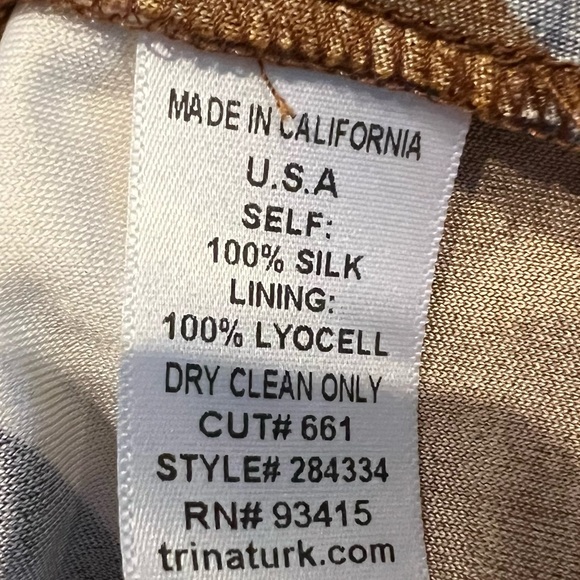 MADE IN CALIFORNIA
U.S.A
SELF:
100% SILK
LINING:
100% LYOCELL
DRY CLEAN ONLY
CUT# 661
STYLE# 284334
RN# 93415
trinaturk.com